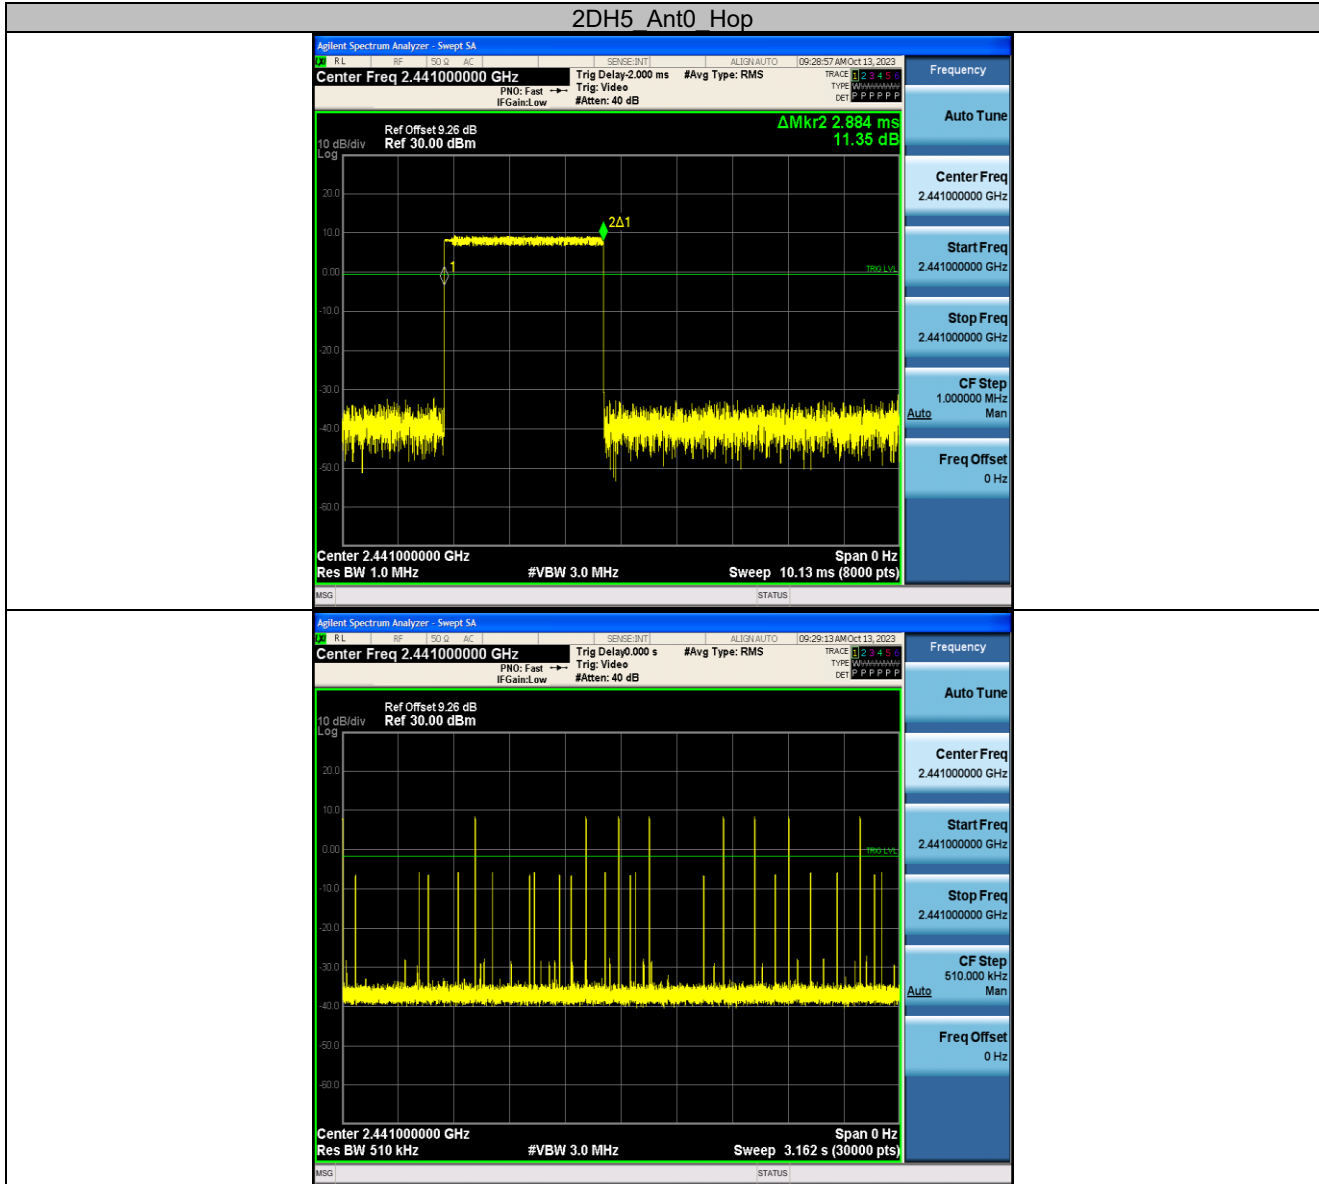 2DH5_Ant0_Hop
Agilent Spectrum Analyzer - Swept SA
LXI RL RF 50 Ω AC SENSE:INT ALIGN AUTO 09:28:57 AM Oct 13, 2023
Center Freq 2.441000000 GHz
PNO: Fast
IFGain:Low
Trig Delay-2.000 ms
Trig: Video
#Atten: 40 dB
#Avg Type: RMS
TRACE 1 2 3 4 5 6
TYPE
DET P P P P P P
Frequency
Auto Tune
Center Freq
2.441000000 GHz
Start Freq
2.441000000 GHz
Stop Freq
2.441000000 GHz
CF Step
1.000000 MHz
Auto Man
Freq Offset
0 Hz
ΔMkr2 2.884 ms
11.35 dB
Ref Offset 9.26 dB
10 dB/div Ref 30.00 dBm
Log
20.0
10.0
0.00
-10.0
-20.0
-30.0
-40.0
-50.0
-60.0
2Δ1
1
TRIG LVL
Center 2.441000000 GHz Span 0 Hz
Res BW 1.0 MHz #VBW 3.0 MHz Sweep 10.13 ms (8000 pts)
MSG STATUS
Agilent Spectrum Analyzer - Swept SA
LXI RL RF 50 Ω AC SENSE:INT ALIGN AUTO 09:29:13 AM Oct 13, 2023
Center Freq 2.441000000 GHz
PNO: Fast
IFGain:Low
Trig Delay0.000 s
Trig: Video
#Atten: 40 dB
#Avg Type: RMS
TRACE 1 2 3 4 5 6
TYPE
DET P P P P P P
Frequency
Auto Tune
Center Freq
2.441000000 GHz
Start Freq
2.441000000 GHz
Stop Freq
2.441000000 GHz
CF Step
510.000 kHz
Auto Man
Freq Offset
0 Hz
Ref Offset 9.26 dB
10 dB/div Ref 30.00 dBm
Log
20.0
10.0
0.00
-10.0
-20.0
-30.0
-40.0
-50.0
-60.0
TRIG LVL
Center 2.441000000 GHz Span 0 Hz
Res BW 510 kHz #VBW 3.0 MHz Sweep 3.162 s (30000 pts)
MSG STATUS